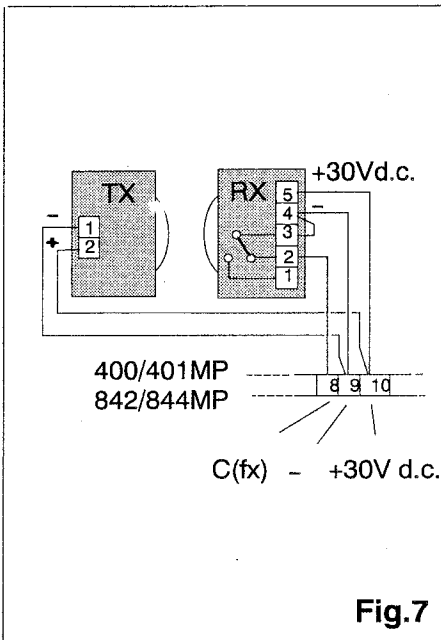 +30Vd.c.
TX
RX
5
4
–
3
2
1
–
1
+
2
400/401MP
842/844MP
8 9 10
C(fx) – +30V d.c.
Fig.7